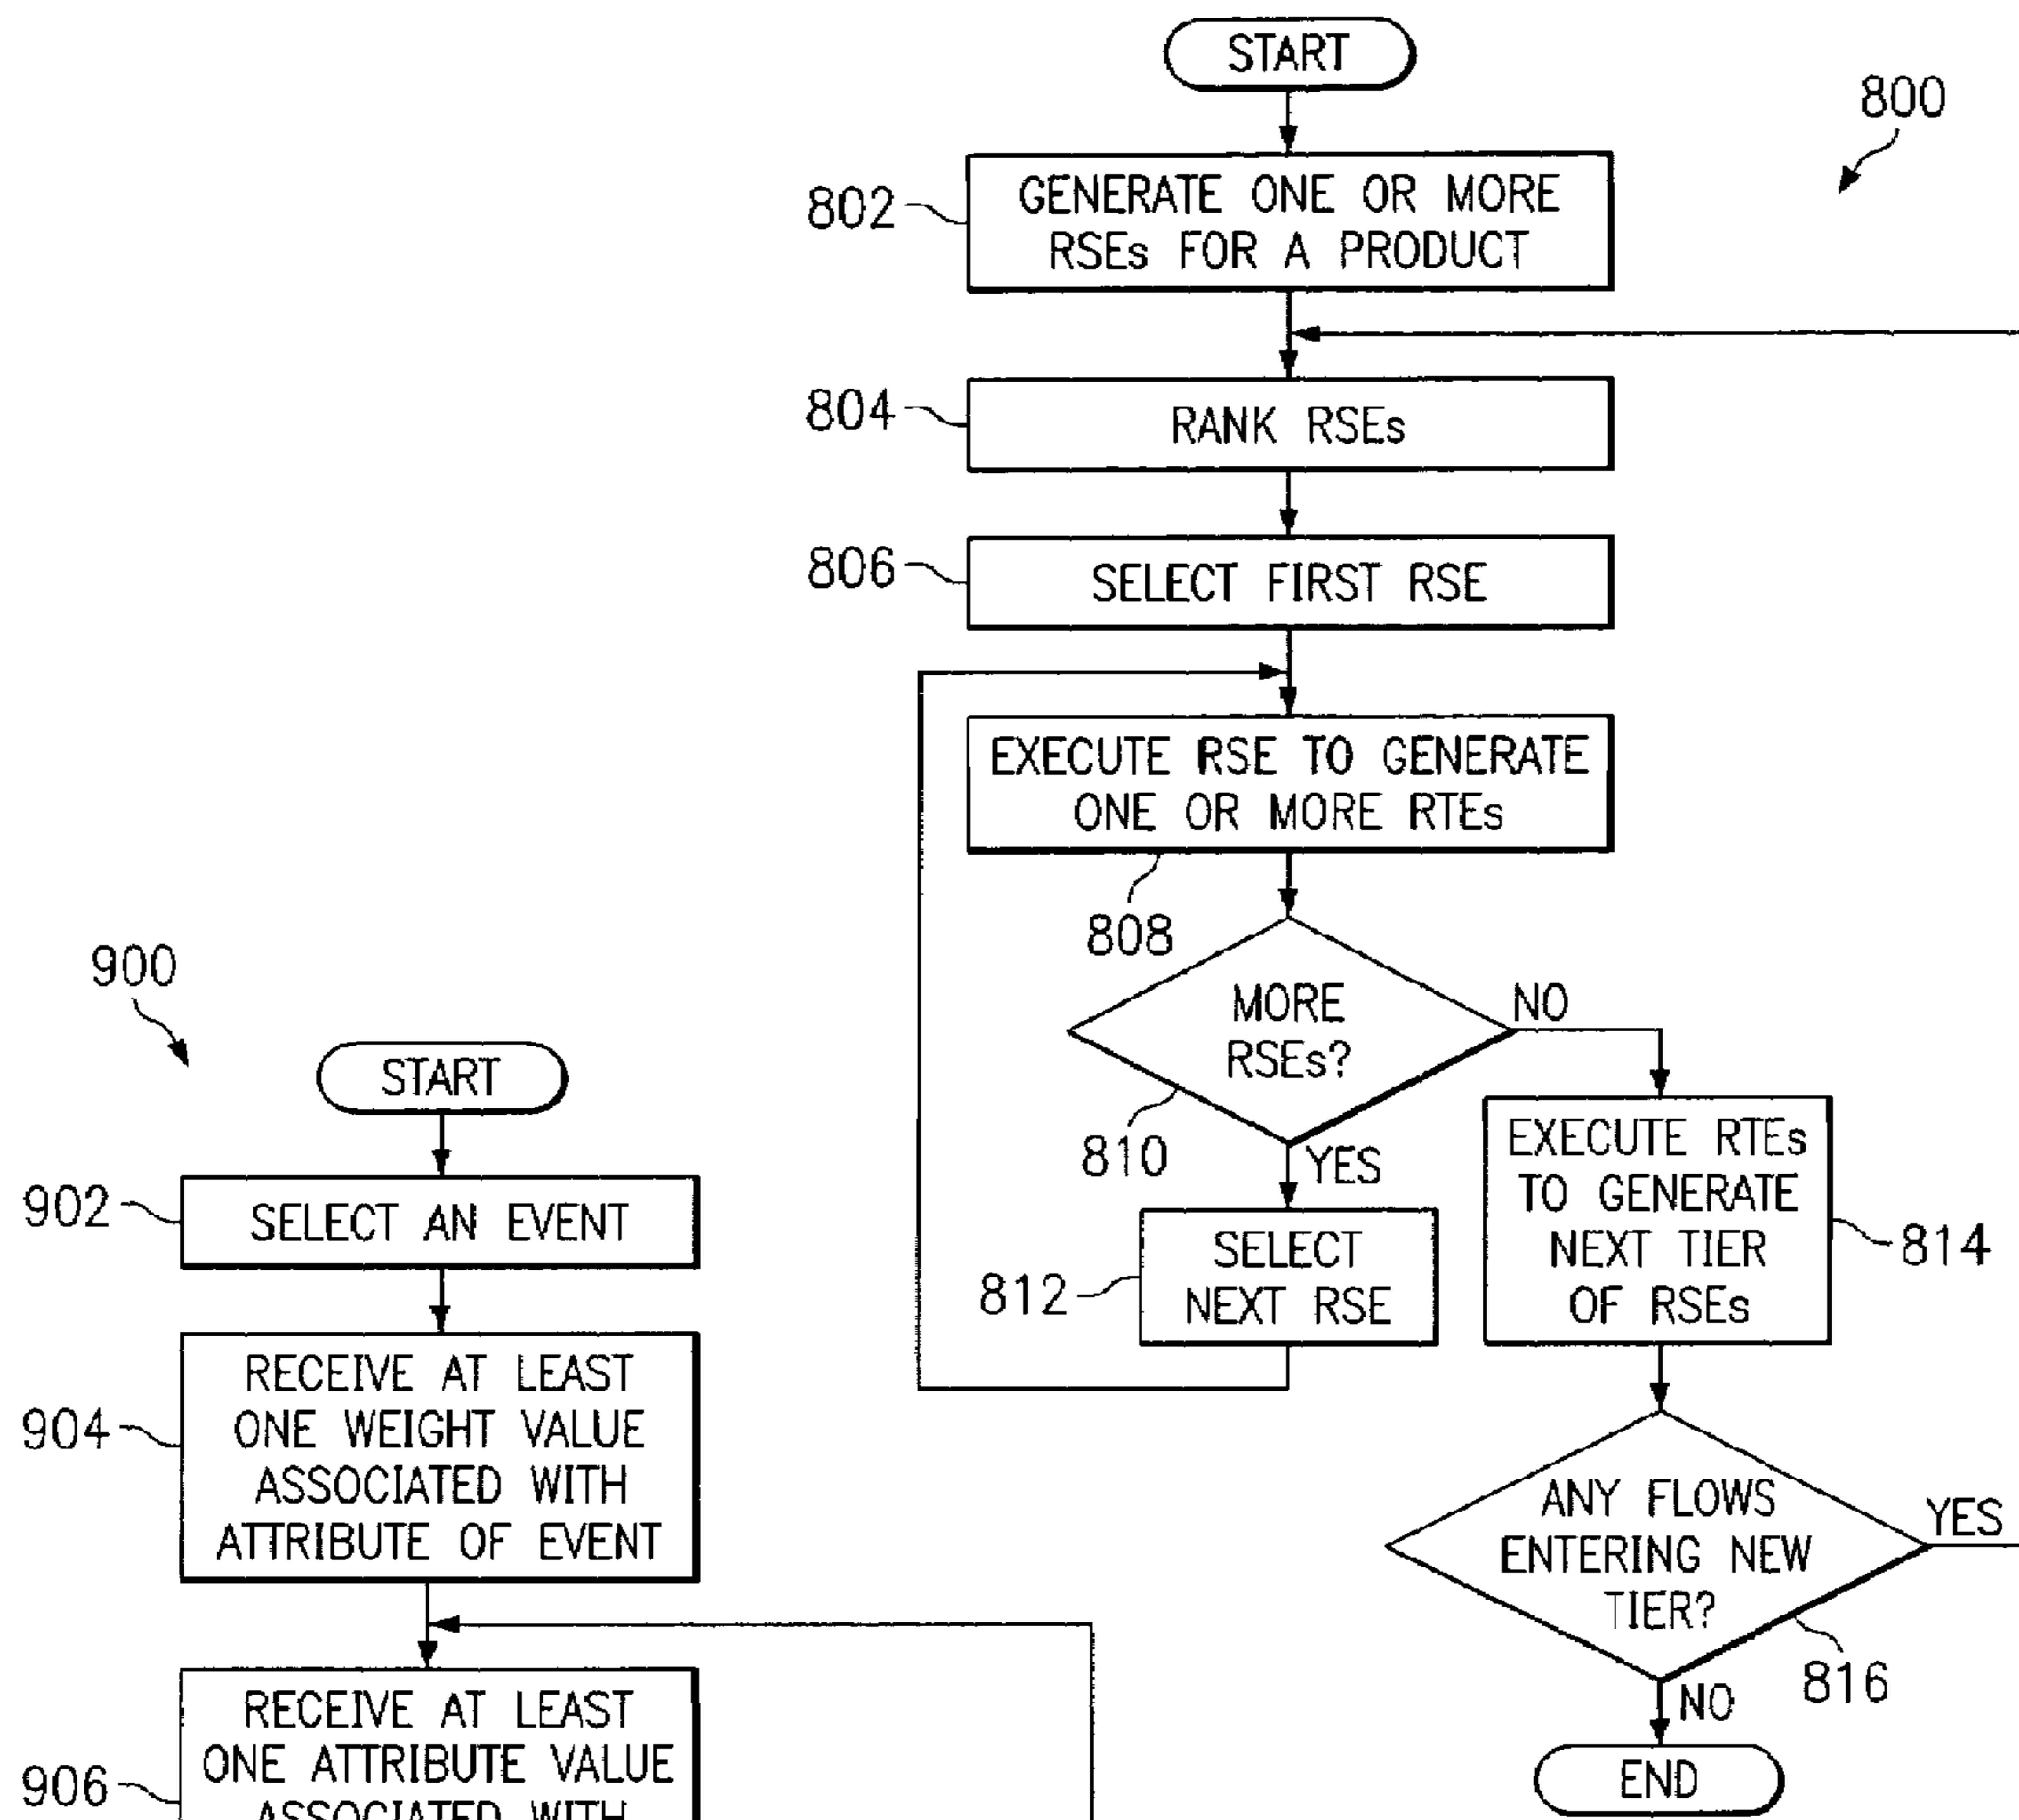 START
800
802
GENERATE ONE OR MORE
RSEs FOR A PRODUCT
804
RANK RSEs
806
SELECT FIRST RSE
EXECUTE RSE TO GENERATE
ONE OR MORE RTEs
808
MORE
RSEs?
NO
810
YES
812
SELECT
NEXT RSE
EXECUTE RTEs
TO GENERATE
NEXT TIER
OF RSEs
814
ANY FLOWS
ENTERING NEW
TIER?
YES
816
NO
END
900
START
902
SELECT AN EVENT
904
RECEIVE AT LEAST
ONE WEIGHT VALUE
ASSOCIATED WITH
ATTRIBUTE OF EVENT
906
RECEIVE AT LEAST
ONE ATTRIBUTE VALUE
ASSOCIATED WITH